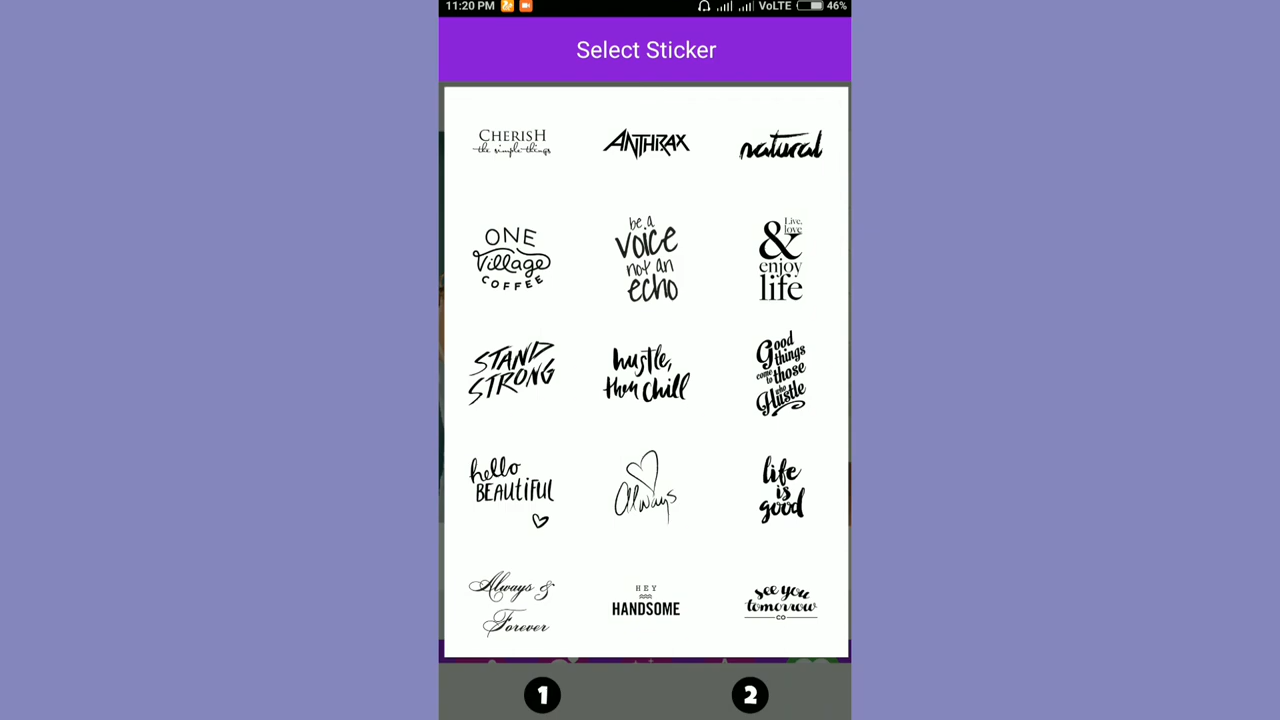 11:20 PM
VoLTE
46%
Select Sticker
CHERISH
the simple things
ANTHRAX
natural
ONE
Village
COFFEE
be a
voice
not an
echo
Live,
love
&
enjoy
life
STAND
STRONG
hustle,
then chill
Good
things
come
to those
who
Hustle
hello
BEAUTIFUL
Always
life
is
good
Always &
Forever
HEY
HANDSOME
see you
tomorrow
CO
1
2